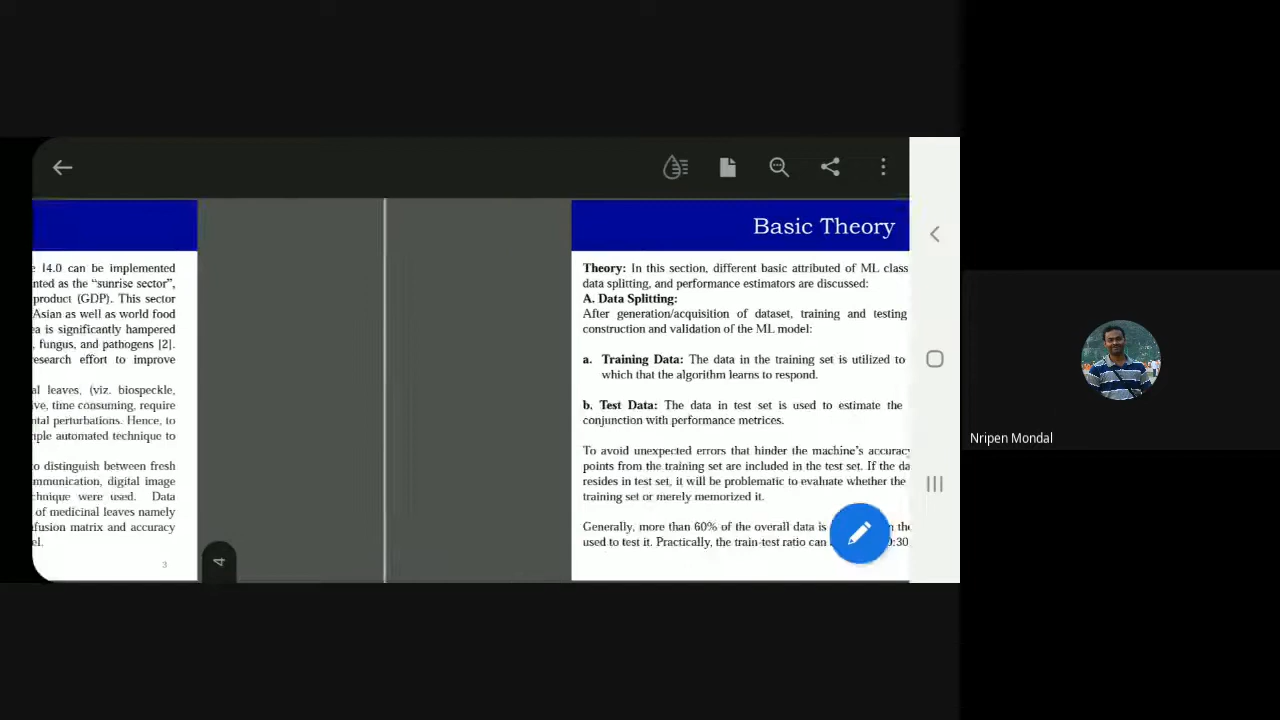 e I4.0 can be implemented
nted as the “sunrise sector”,
product (GDP). This sector
Asian as well as world food
ea is significantly hampered
, fungus, and pathogens [2].
research effort to improve
al leaves, (viz. biospeckle,
ive, time consuming, require
ntal perturbations. Hence, to
mple automated technique to
to distinguish between fresh
mmunication, digital image
chnique were used. Data
of medicinal leaves namely
nfusion matrix and accuracy
el.
3
4
Basic Theory
Theory: In this section, different basic attributed of ML class
data splitting, and performance estimators are discussed:
A. Data Splitting:
After generation/acquisition of dataset, training and testing
construction and validation of the ML model:
a. Training Data: The data in the training set is utilized to
which that the algorithm learns to respond.
b. Test Data: The data in test set is used to estimate the
conjunction with performance metrices.
To avoid unexpected errors that hinder the machine’s accuracy
points from the training set are included in the test set. If the da
resides in test set, it will be problematic to evaluate whether the
training set or merely memorized it.
Generally, more than 60% of the overall data is the
used to test it. Practically, the train-test ratio can :30
Nripen Mondal